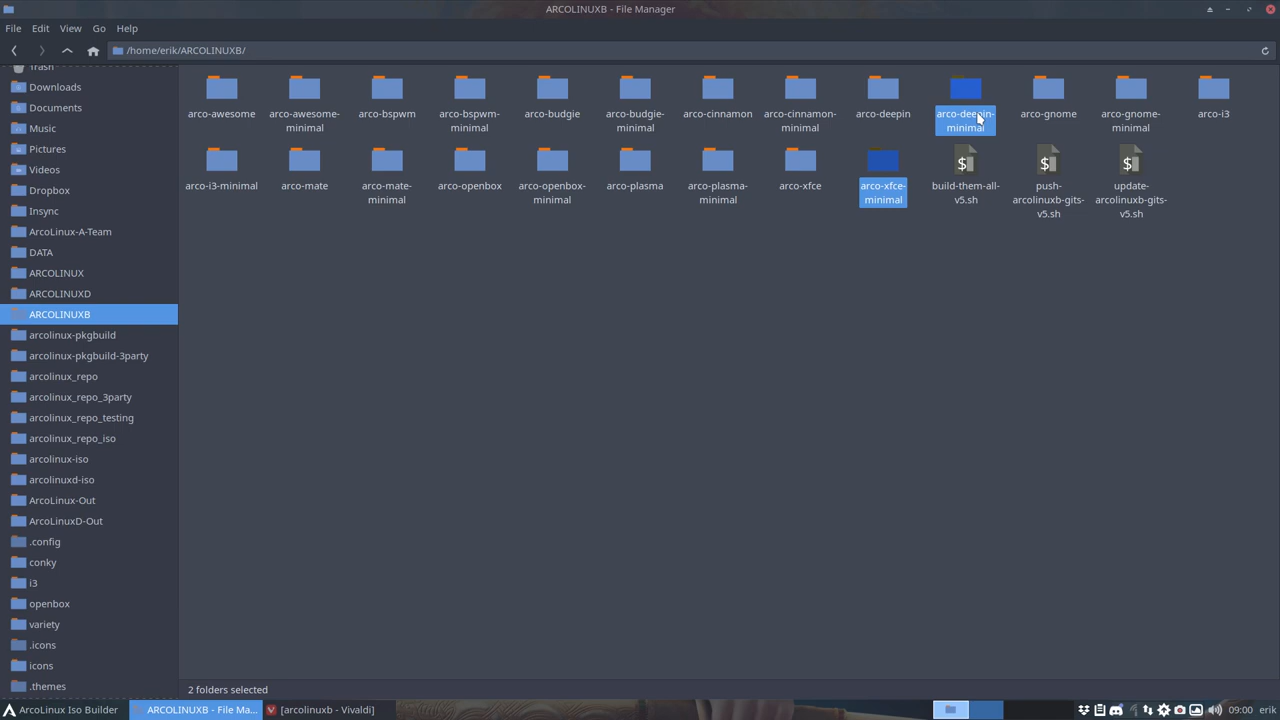 ARCOLINUXB - File Manager
File Edit View Go Help
/home/erik/ARCOLINUXB/
Trash
Downloads
Documents
Music
Pictures
Videos
Dropbox
Insync
ArcoLinux-A-Team
DATA
ARCOLINUX
ARCOLINUXD
ARCOLINUXB
arcolinux-pkgbuild
arcolinux-pkgbuild-3party
arcolinux_repo
arcolinux_repo_3party
arcolinux_repo_testing
arcolinux_repo_iso
arcolinux-iso
arcolinuxd-iso
ArcoLinux-Out
ArcoLinuxD-Out
.config
conky
i3
openbox
variety
.icons
icons
.themes
arco-awesome
arco-awesome-
minimal
arco-bspwm
arco-bspwm-
minimal
arco-budgie
arco-budgie-
minimal
arco-cinnamon
arco-cinnamon-
minimal
arco-deepin
arco-deepin-
minimal
arco-gnome
arco-gnome-
minimal
arco-i3
arco-i3-minimal
arco-mate
arco-mate-
minimal
arco-openbox
arco-openbox-
minimal
arco-plasma
arco-plasma-
minimal
arco-xfce
arco-xfce-
minimal
$
build-them-all-
v5.sh
$
push-
arcolinuxb-gits-
v5.sh
$
update-
arcolinuxb-gits-
v5.sh
2 folders selected
ArcoLinux Iso Builder
ARCOLINUXB - File Ma...
[arcolinuxb - Vivaldi]
09:00 erik